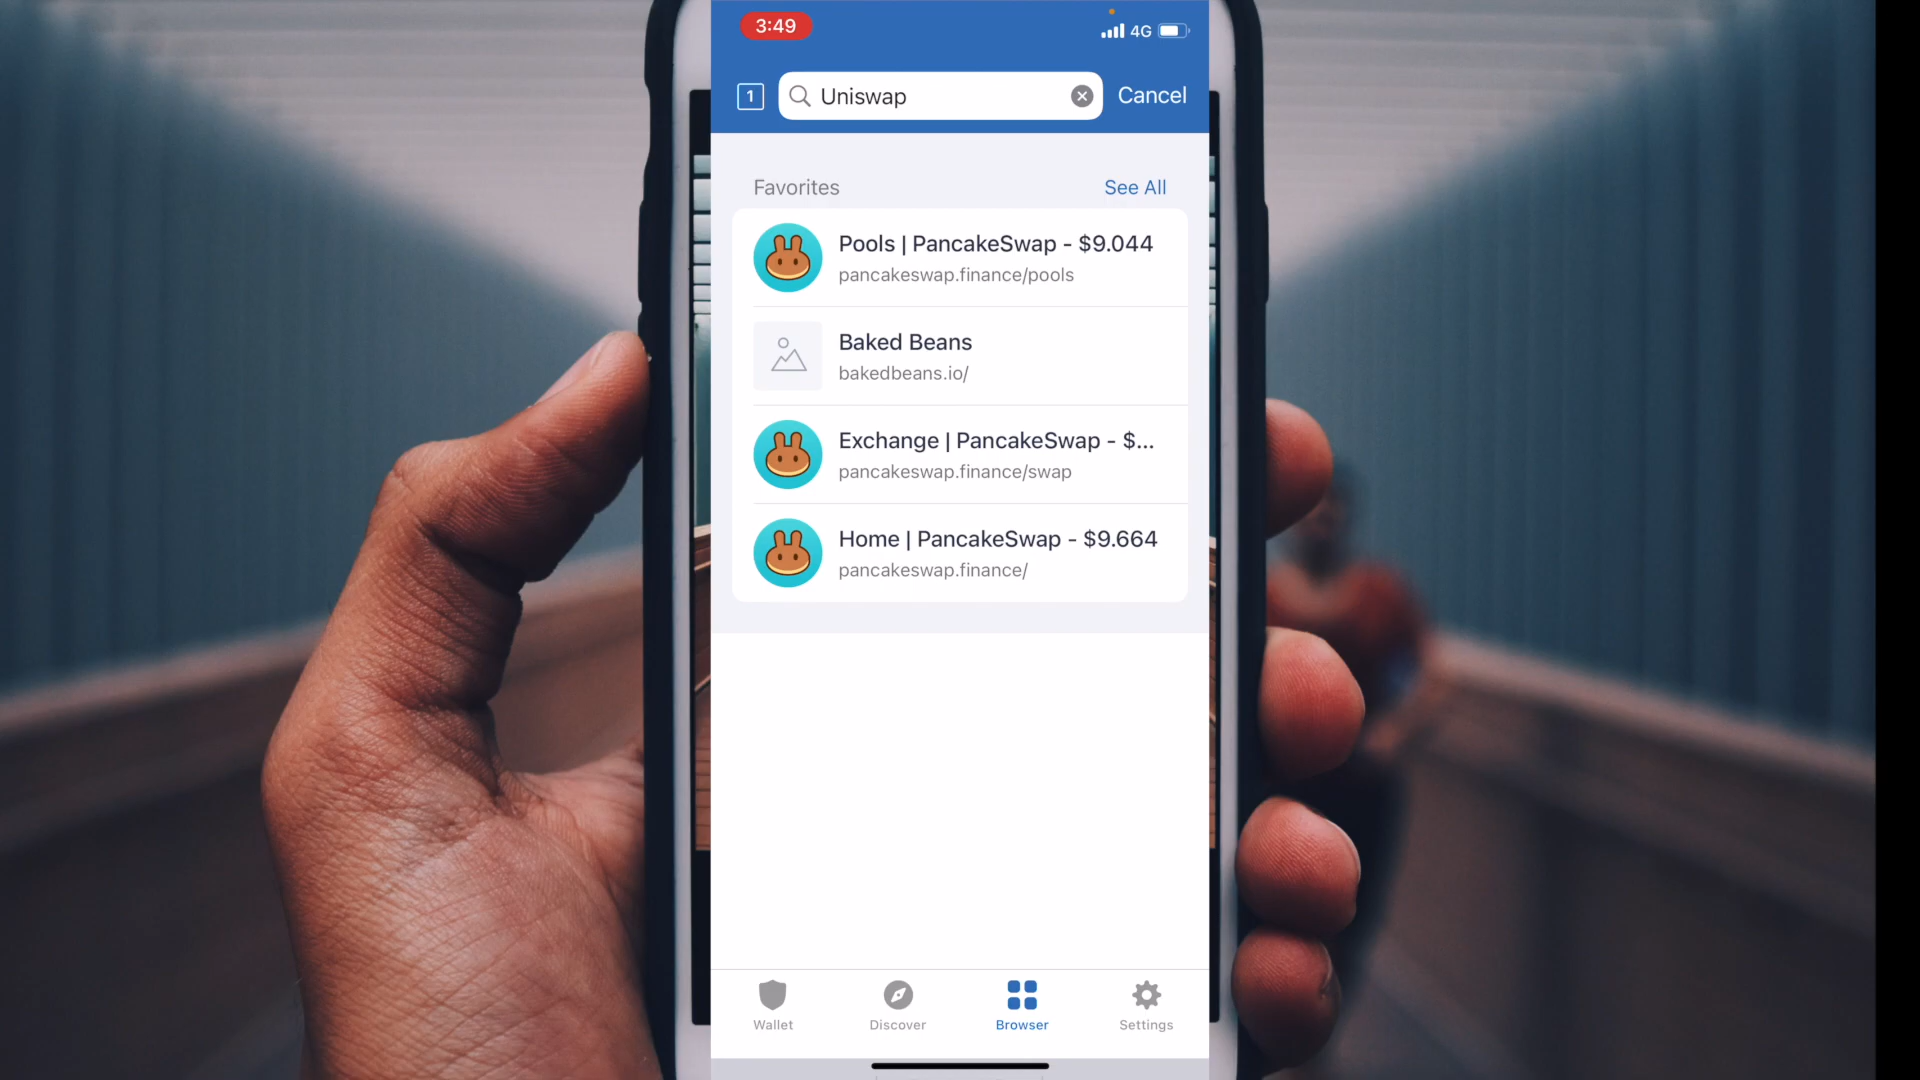 3:49
4G
1
Uniswap
Cancel
Favorites
See All
Pools | PancakeSwap - $9.044
pancakeswap.finance/pools
Baked Beans
bakedbeans.io/
Exchange | PancakeSwap - $...
pancakeswap.finance/swap
Home | PancakeSwap - $9.664
pancakeswap.finance/
Wallet
Discover
Browser
Settings